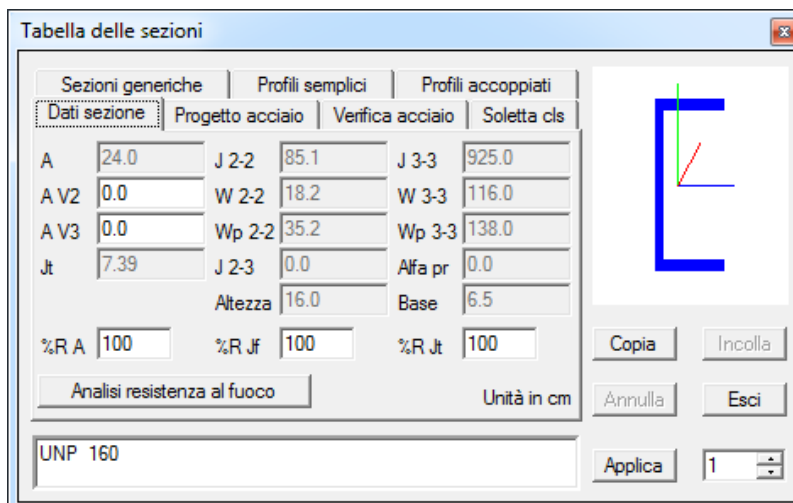 Tabella delle sezioni
Sezioni generiche Profili semplici Profili accoppiati
Dati sezione Progetto acciaio Verifica acciaio Soletta cls
A 24.0 J 2-2 85.1 J 3-3 925.0
A V2 0.0 W 2-2 18.2 W 3-3 116.0
A V3 0.0 Wp 2-2 35.2 Wp 3-3 138.0
Jt 7.39 J 2-3 0.0 Alfa pr 0.0
Altezza 16.0 Base 6.5
%R A 100 %R Jf 100 %R Jt 100
Copia Incolla
Analisi resistenza al fuoco Unità in cm
Annulla Esci
UNP 160
Applica 1